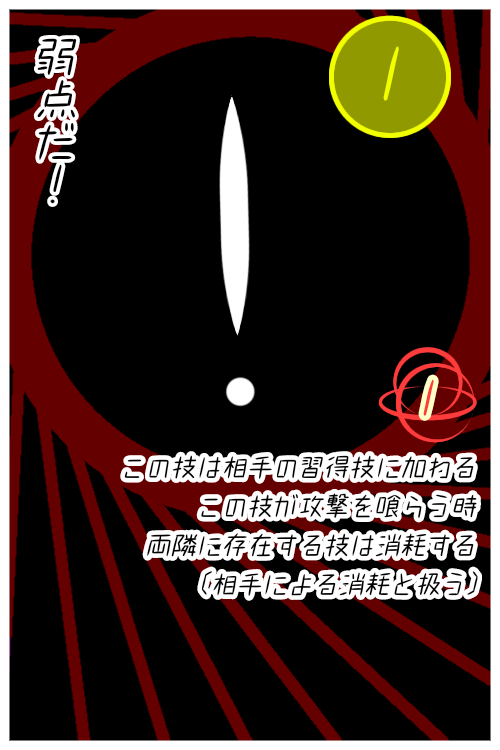 弱点だ!
1
1
この技は相手の習得技に加わる
この技が攻撃を喰らう時
両隣に存在する技は消耗する
(相手による消耗と扱う)